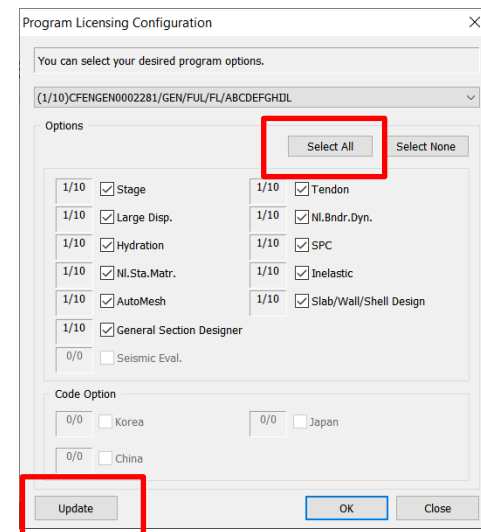 Program Licensing Configuration
You can select your desired program options.
(1/10)CFENGEN0002281/GEN/FUL/FL/ABCDEFGHIJL
Options
Select All Select None
1/10 Stage 1/10 Tendon
1/10 Large Disp. 1/10 Nl.Bndr.Dyn.
1/10 Hydration 1/10 SPC
1/10 Nl.Sta.Matr. 1/10 Inelastic
1/10 AutoMesh 1/10 Slab/Wall/Shell Design
1/10 General Section Designer
0/0 Seismic Eval.
Code Option
0/0 Korea 0/0 Japan
0/0 China
Update OK Close